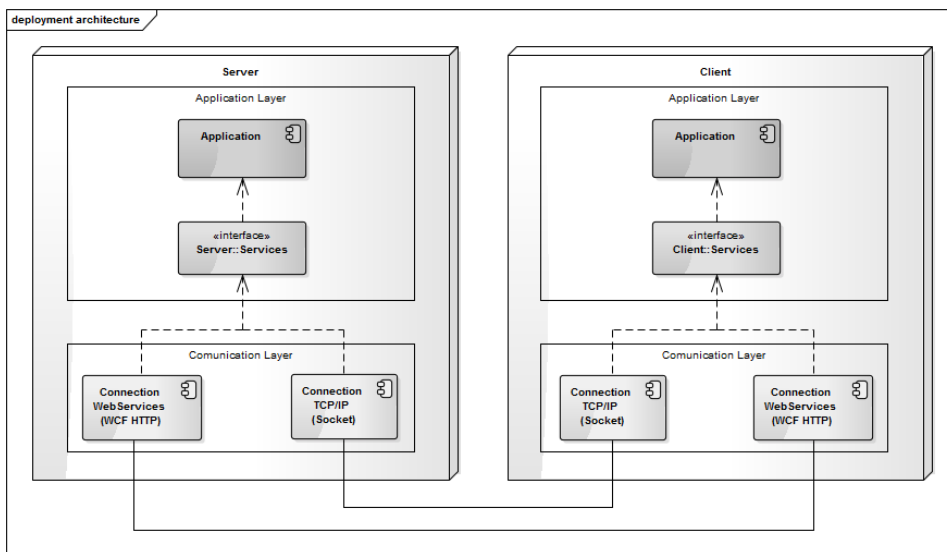 deployment architecture
Server
Application Layer
Application
«interface»
Server::Services
Comunication Layer
Connection
WebServices
(WCF HTTP)
Connection
TCP/IP
(Socket)
Client
Application Layer
Application
«interface»
Client::Services
Comunication Layer
Connection
TCP/IP
(Socket)
Connection
WebServices
(WCF HTTP)